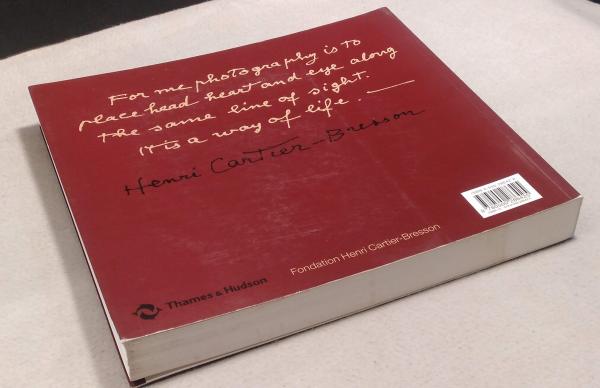 For me photography is to
place head heart and eye along
the same line of sight.
It is a way of life. —
Henri Cartier-Bresson
Thames & Hudson
Fondation Henri Cartier-Bresson